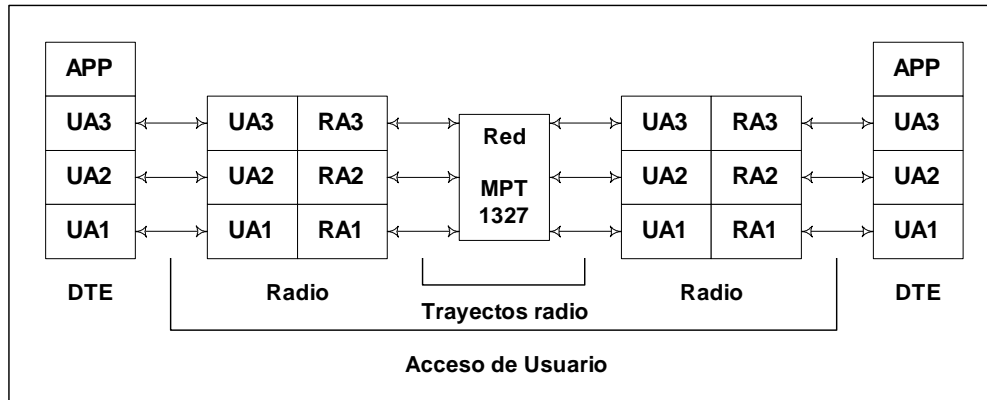 APP APP
UA3 UA3 RA3 Red UA3 RA3 UA3
UA2 UA2 RA2 MPT UA2 RA2 UA2
1327
UA1 UA1 RA1 UA1 RA1 UA1
DTE Radio Radio DTE
Trayectos radio
Acceso de Usuario